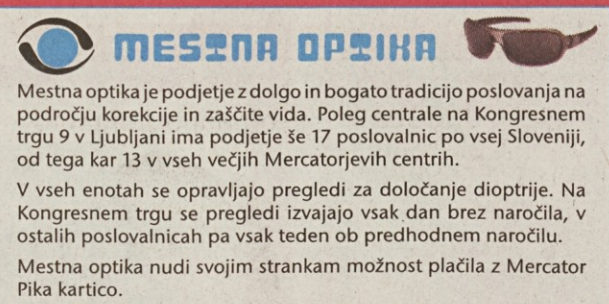 MESTNA OPTIKA
Mestna optika je podjetje z dolgo in bogato tradicijo poslovanja na
področju korekcije in zaščite vida. Poleg centrale na Kongresnem
trgu 9 v Ljubljani ima podjetje še 17 poslovalnic po vsej Sloveniji,
od tega kar 13 v vseh večjih Mercatorjevih centrih.
V vseh enotah se opravljajo pregledi za določanje dioptrije. Na
Kongresnem trgu se pregledi izvajajo vsak dan brez naročila, v
ostalih poslovalnicah pa vsak teden ob predhodnem naročilu.
Mestna optika nudi svojim strankam možnost plačila z Mercator
Pika kartico.